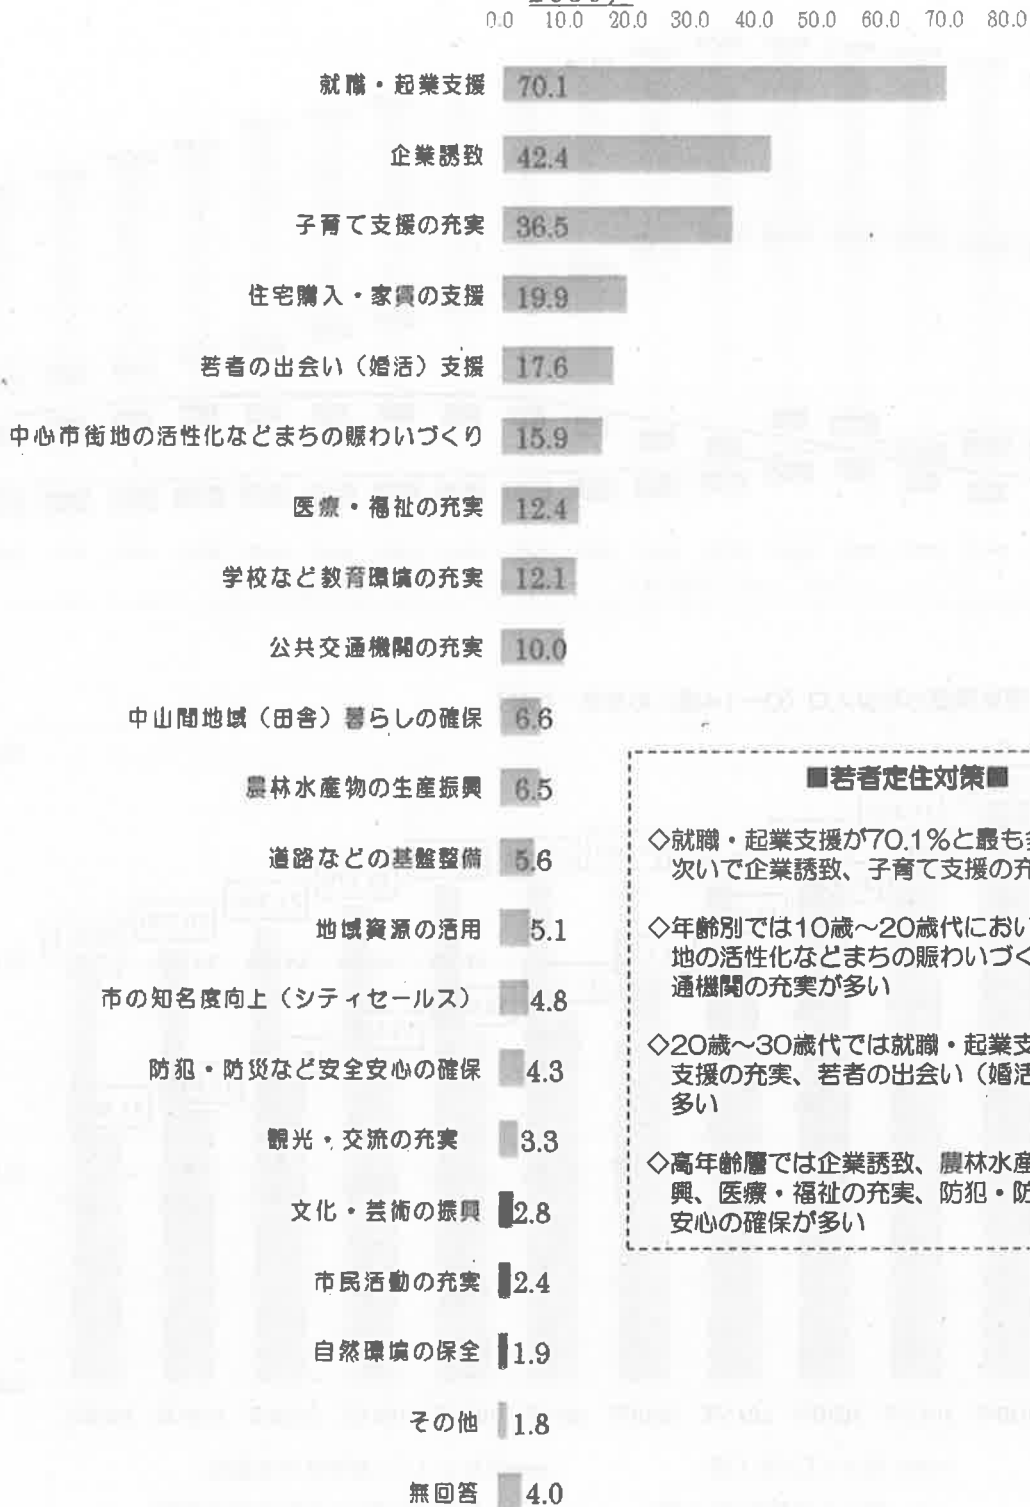 0.0 10.0 20.0 30.0 40.0 50.0 60.0 70.0 80.0
就職・起業支援 70.1
企業誘致 42.4
子育て支援の充実 36.5
住宅購入・家賃の支援 19.9
若者の出会い（婚活）支援 17.6
中心市街地の活性化などまちの賑わいづくり 15.9
医療・福祉の充実 12.4
学校など教育環境の充実 12.1
公共交通機関の充実 10.0
中山間地域（田舎）暮らしの確保 6.6
農林水産物の生産振興 6.5
道路などの基盤整備 5.6
地域資源の活用 5.1
市の知名度向上（シティセールス） 4.8
防犯・防災など安全安心の確保 4.3
観光・交流の充実 3.3
文化・芸術の振興 2.8
市民活動の充実 2.4
自然環境の保全 1.9
その他 1.8
無回答 4.0
■若者定住対策■
◇就職・起業支援が70.1％と最も
次いで企業誘致、子育て支援の
◇年齢別では10歳～20歳代におい
地の活性化などまちの賑わいづく
通機関の充実が多い
◇20歳～30歳代では就職・起業支
支援の充実、若者の出会い（婚活
多い
◇高年齢層では企業誘致、農林水産
興、医療・福祉の充実、防犯・防
安心の確保が多い